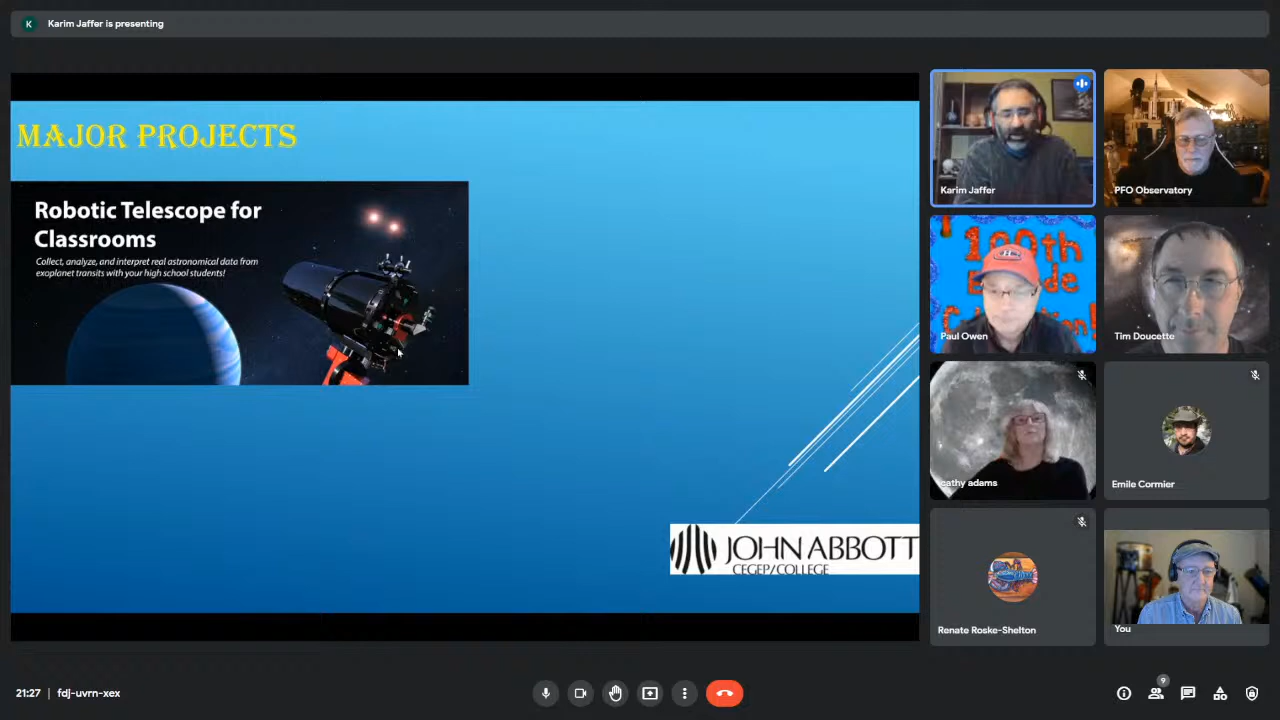 K Karim Jaffer is presenting
MAJOR PROJECTS
Robotic Telescope for
Classrooms
Collect, analyze, and interpret real astronomical data from
exoplanet transits with your high school students!
JOHN ABBOTT
CEGEP/COLLEGE
Karim Jaffer
PFO Observatory
100th
Paul Owen
Tim Doucette
cathy adams
Emile Cormier
Renate Roske-Shelton
You
21:27 | fdj-uvrn-xex
9